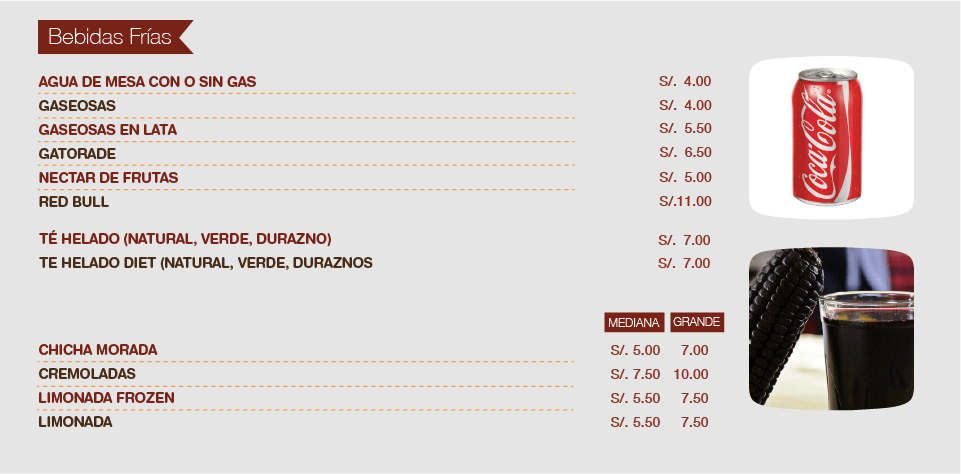 Bebidas Frías
AGUA DE MESA CON O SIN GAS S/. 4.00
GASEOSAS S/. 4.00
GASEOSAS EN LATA S/. 5.50
GATORADE S/. 6.50
NECTAR DE FRUTAS S/. 5.00
RED BULL S/.11.00
TÉ HELADO (NATURAL, VERDE, DURAZNO) S/. 7.00
TE HELADO DIET (NATURAL, VERDE, DURAZNOS S/. 7.00
MEDIANA GRANDE
CHICHA MORADA S/. 5.00 7.00
CREMOLADAS S/. 7.50 10.00
LIMONADA FROZEN S/. 5.50 7.50
LIMONADA S/. 5.50 7.50
Coca-Cola